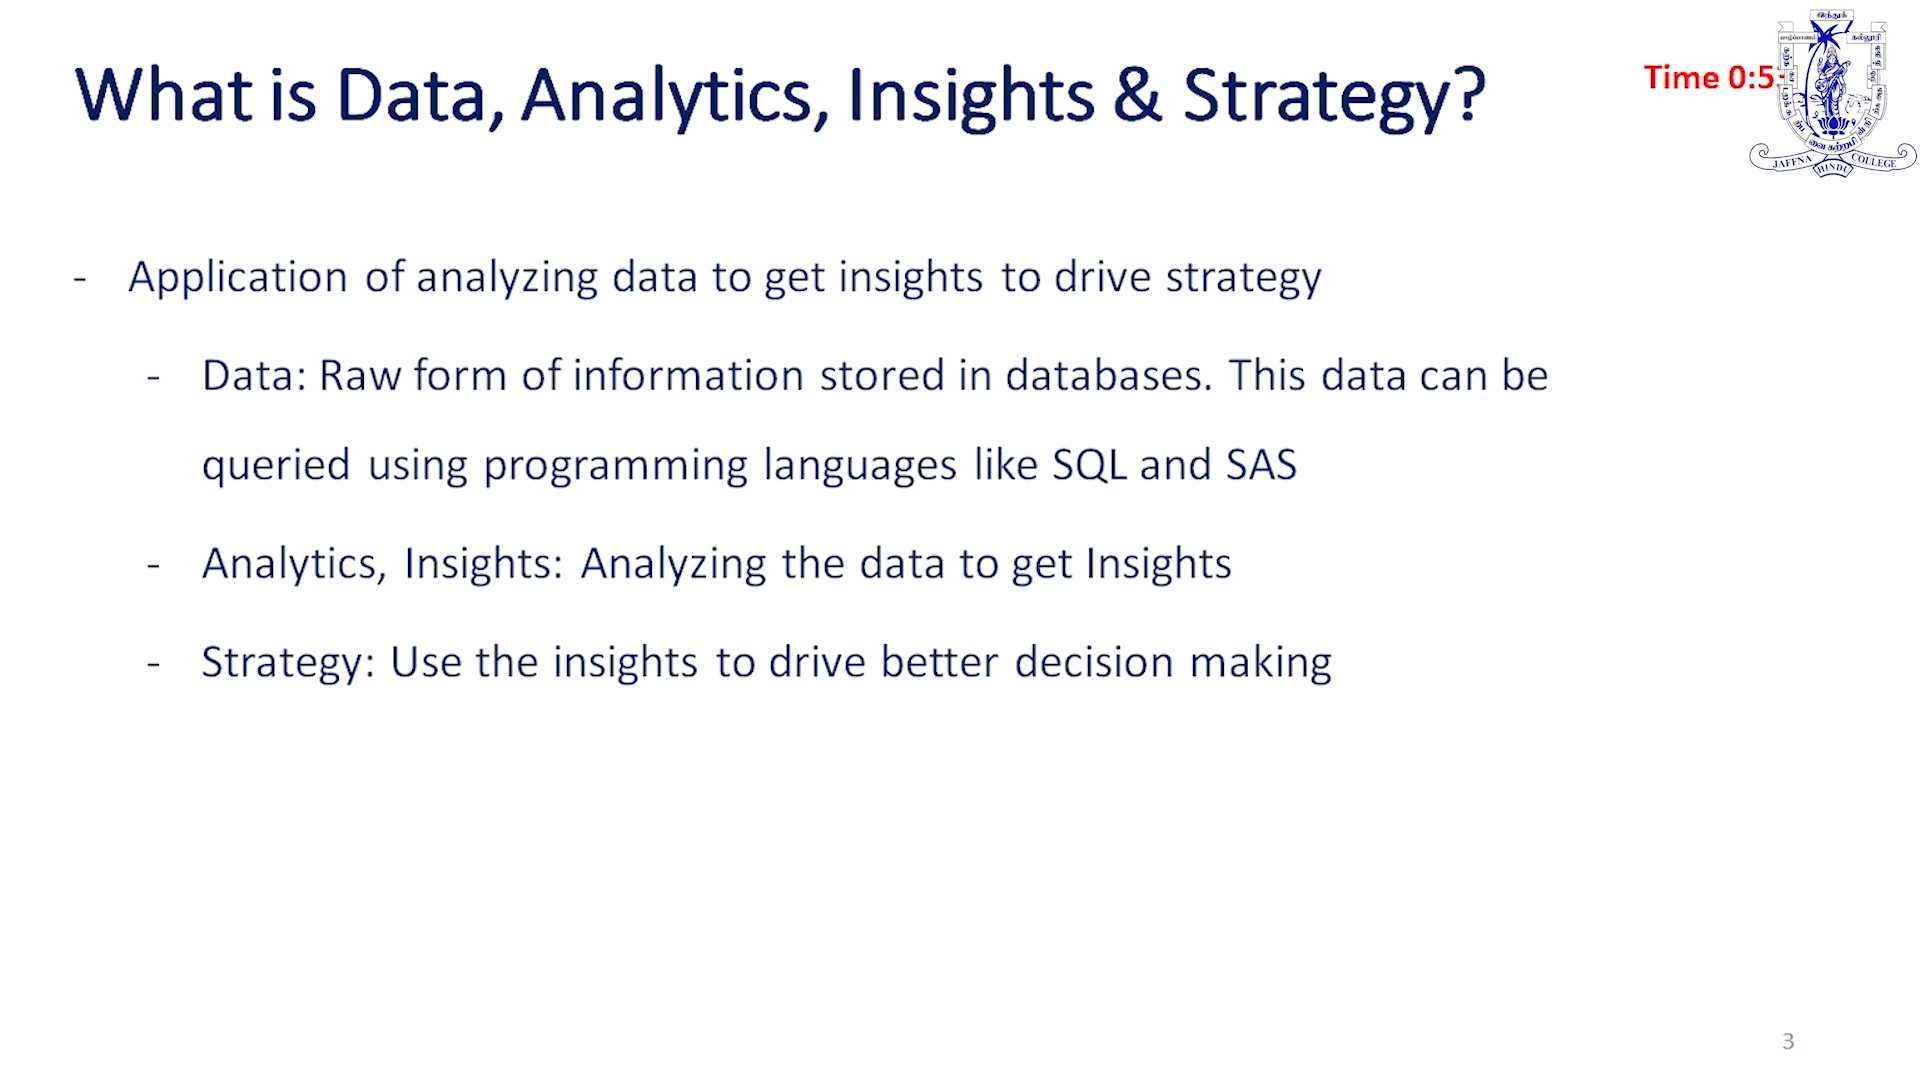 What is Data, Analytics, Insights & Strategy?
Time 0:5
- Application of analyzing data to get insights to drive strategy
- Data: Raw form of information stored in databases. This data can be
queried using programming languages like SQL and SAS
- Analytics, Insights: Analyzing the data to get Insights
- Strategy: Use the insights to drive better decision making
இந்துக்
யாழ்ப்பாணம்
கல்லூரி
JAFFNA HINDU COLLEGE
3